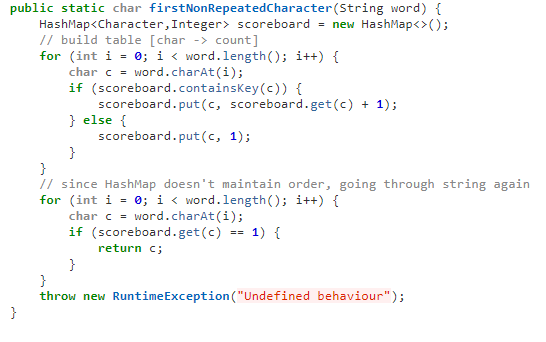 public static char firstNonRepeatedCharacter(String word) {
    HashMap<Character,Integer> scoreboard = new HashMap<>();
    // build table [char -> count]
    for (int i = 0; i < word.length(); i++) {
        char c = word.charAt(i);
        if (scoreboard.containsKey(c)) {
            scoreboard.put(c, scoreboard.get(c) + 1);
        } else {
            scoreboard.put(c, 1);
        }
    }
    // since HashMap doesn't maintain order, going through string again
    for (int i = 0; i < word.length(); i++) {
        char c = word.charAt(i);
        if (scoreboard.get(c) == 1) {
            return c;
        }
    }
    throw new RuntimeException("Undefined behaviour");
}